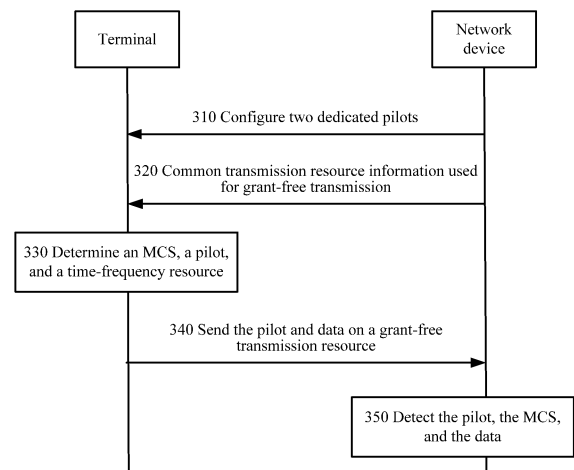 Terminal
Network
device
310 Configure two dedicated pilots
320 Common transmission resource information used
for grant-free transmission
330 Determine an MCS, a pilot,
and a time-frequency resource
340 Send the pilot and data on a grant-free
transmission resource
350 Detect the pilot, the MCS,
and the data